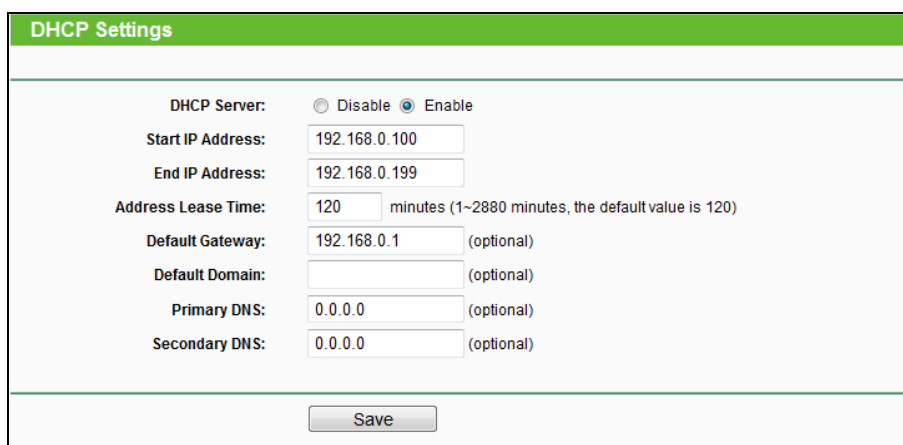 DHCP Settings
DHCP Server: Disable Enable
Start IP Address: 192.168.0.100
End IP Address: 192.168.0.199
Address Lease Time: 120 minutes (1~2880 minutes, the default value is 120)
Default Gateway: 192.168.0.1 (optional)
Default Domain: (optional)
Primary DNS: 0.0.0.0 (optional)
Secondary DNS: 0.0.0.0 (optional)
Save